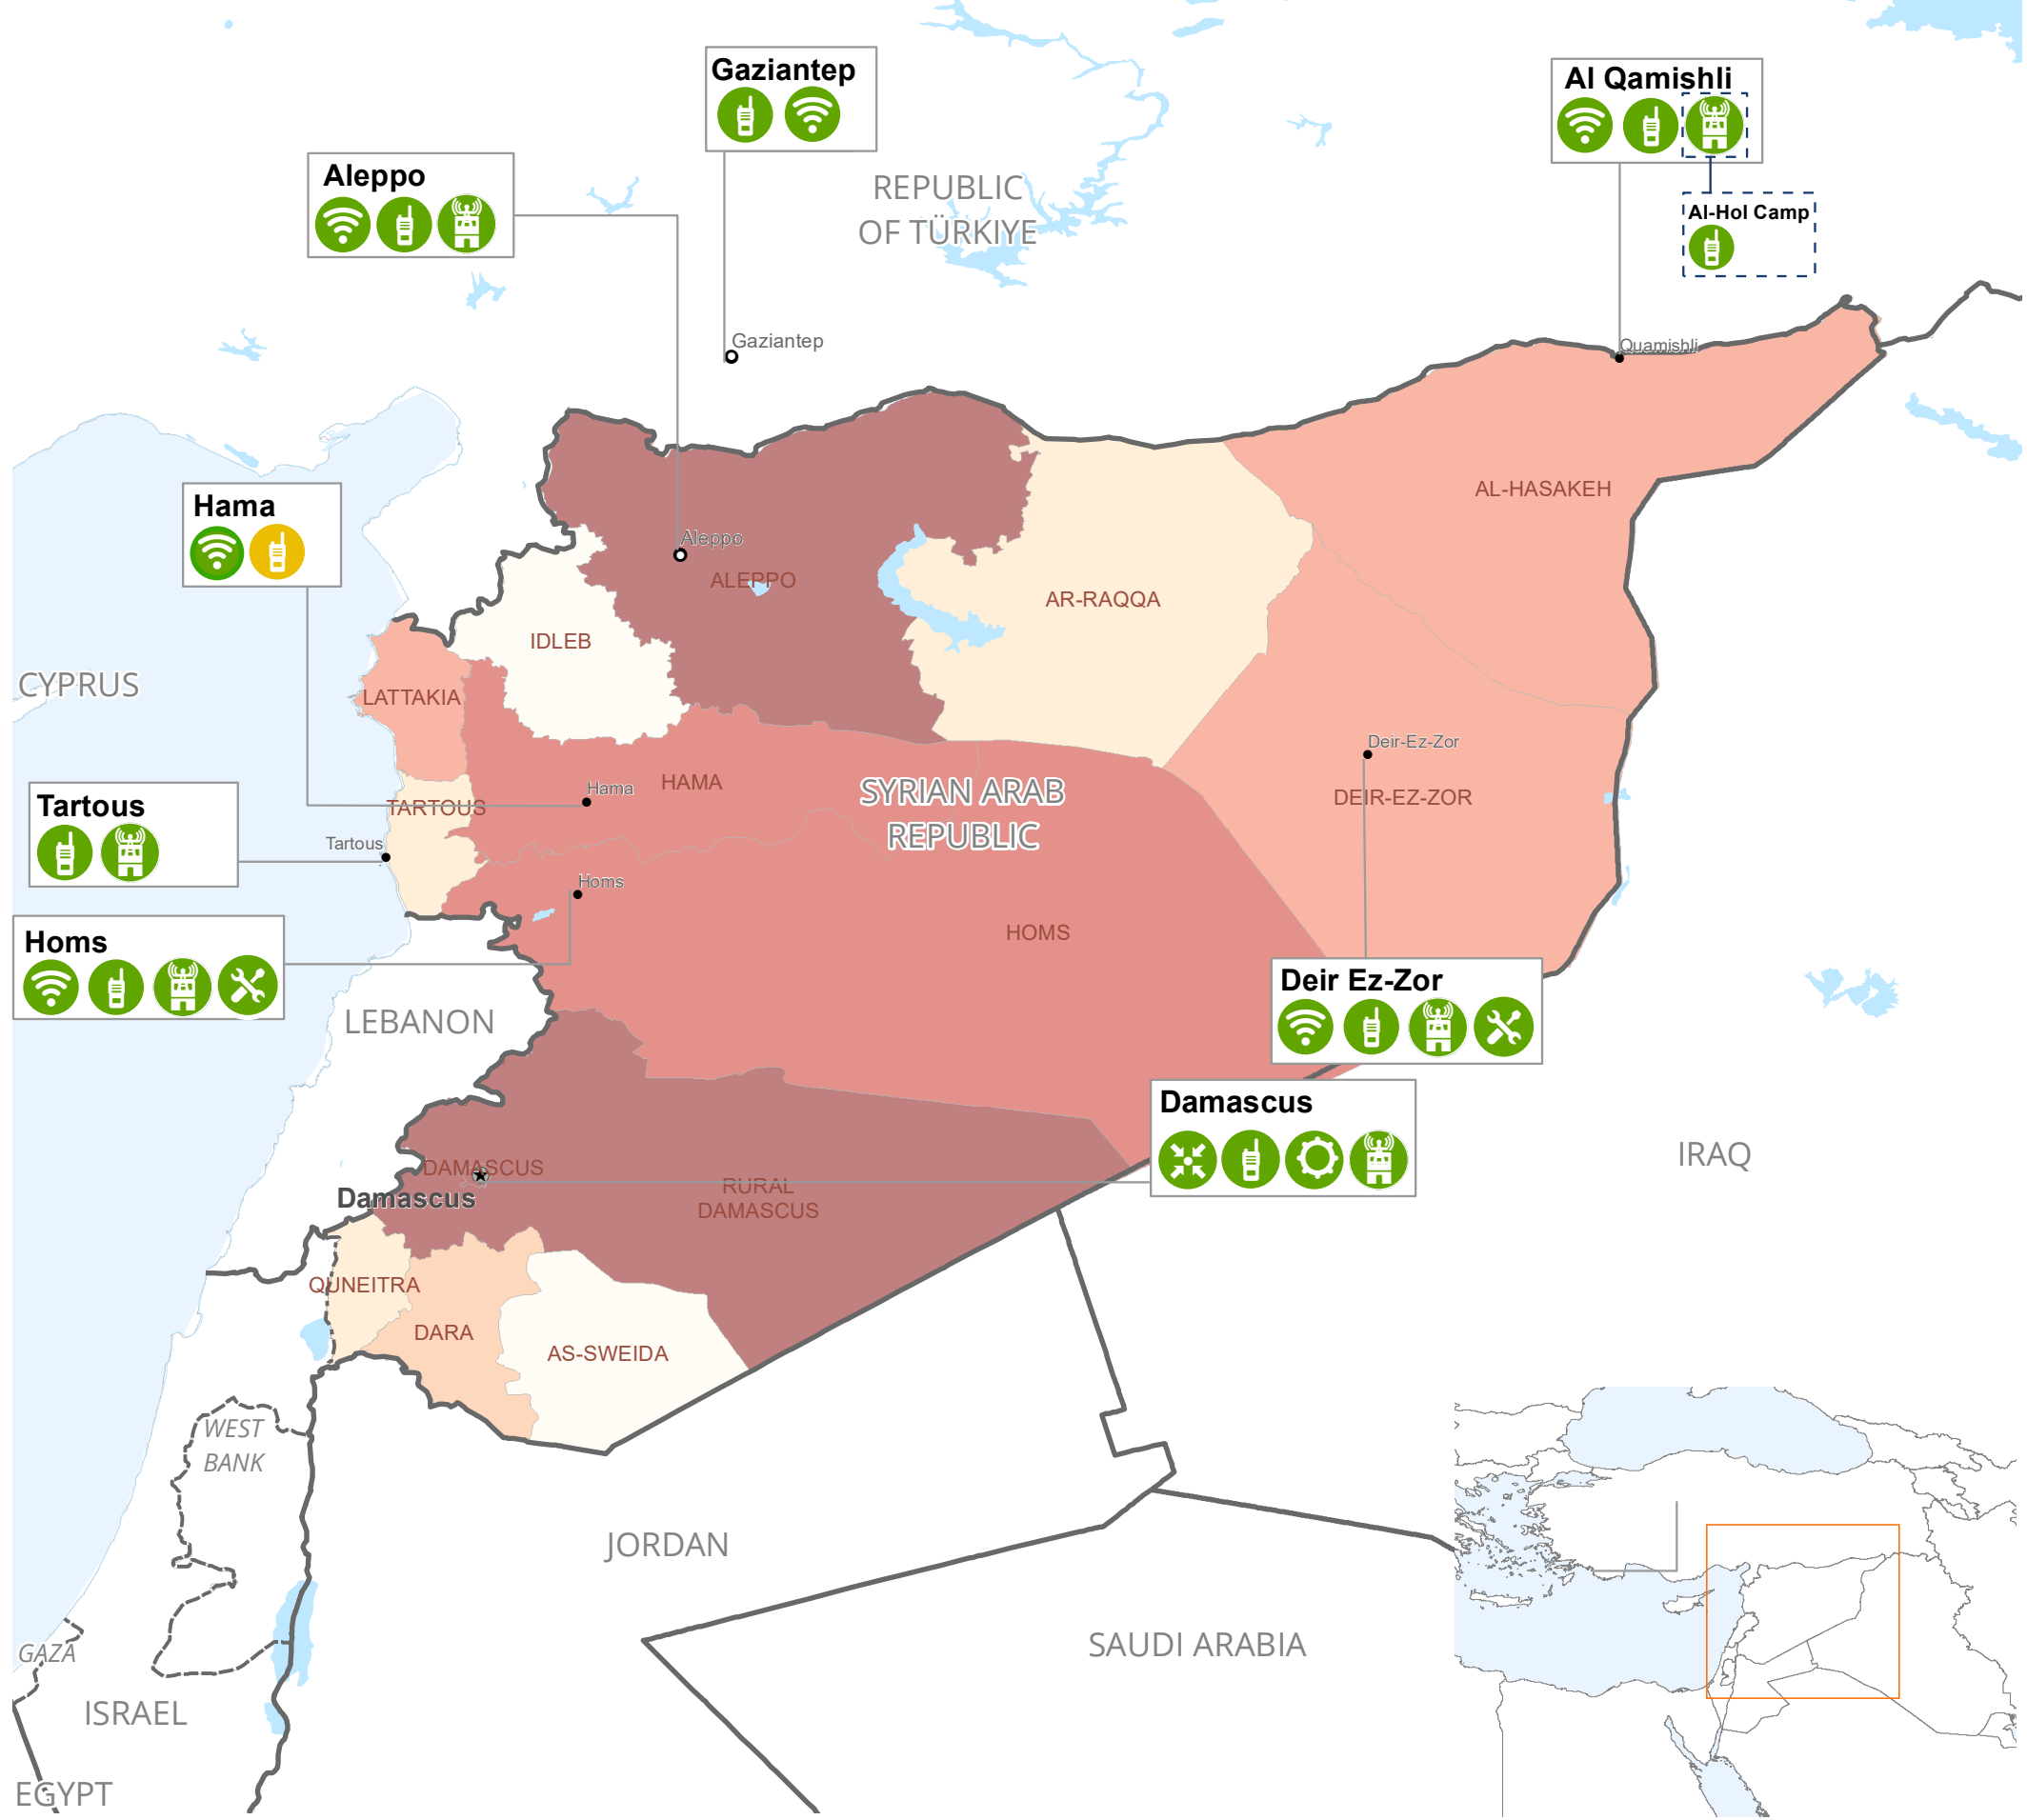 Gaziantep
Al Qamishli
Aleppo
REPUBLIC
OF TÜRKIYE
Al-Hol Camp
Gaziantep
Quamishli
AL-HASAKEH
Hama
Aleppo
ALEPPO
AR-RAQQA
IDLEB
CYPRUS
LATTAKIA
Deir-Ez-Zor
HAMA
Hama
SYRIAN ARAB
REPUBLIC
DEIR-EZ-ZOR
Tartous
TARTOUS
Tartous
Homs
HOMS
Homs
Deir Ez-Zor
LEBANON
Damascus
IRAQ
DAMASCUS
Damascus
RURAL
DAMASCUS
QUNEITRA
DARA
AS-SWEIDA
WEST
BANK
JORDAN
SAUDI ARABIA
GAZA
ISRAEL
EGYPT